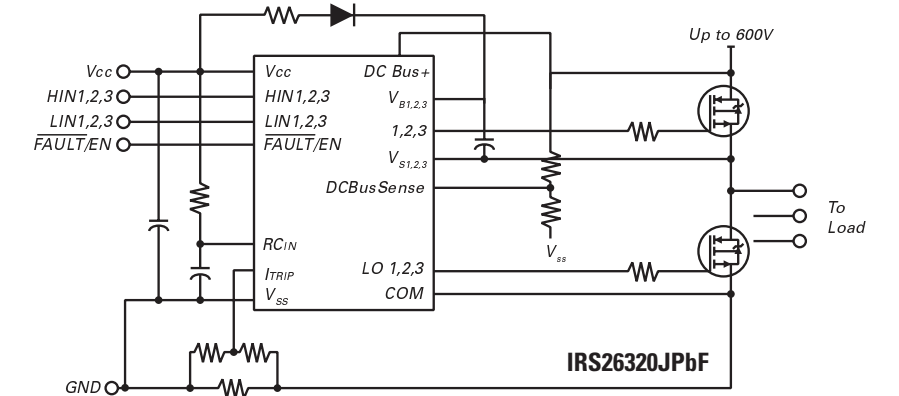 Up to 600V
Vcc
HIN1,2,3
LIN1,2,3
FAULT/EN
Vcc
HIN1,2,3
LIN1,2,3
FAULT/EN
RCIN
ITRIP
VSS
DC Bus+
VB1,2,3
1,2,3
VS1,2,3
DCBusSense
LO 1,2,3
COM
Vss
To
Load
IRS26320JPbF
GND